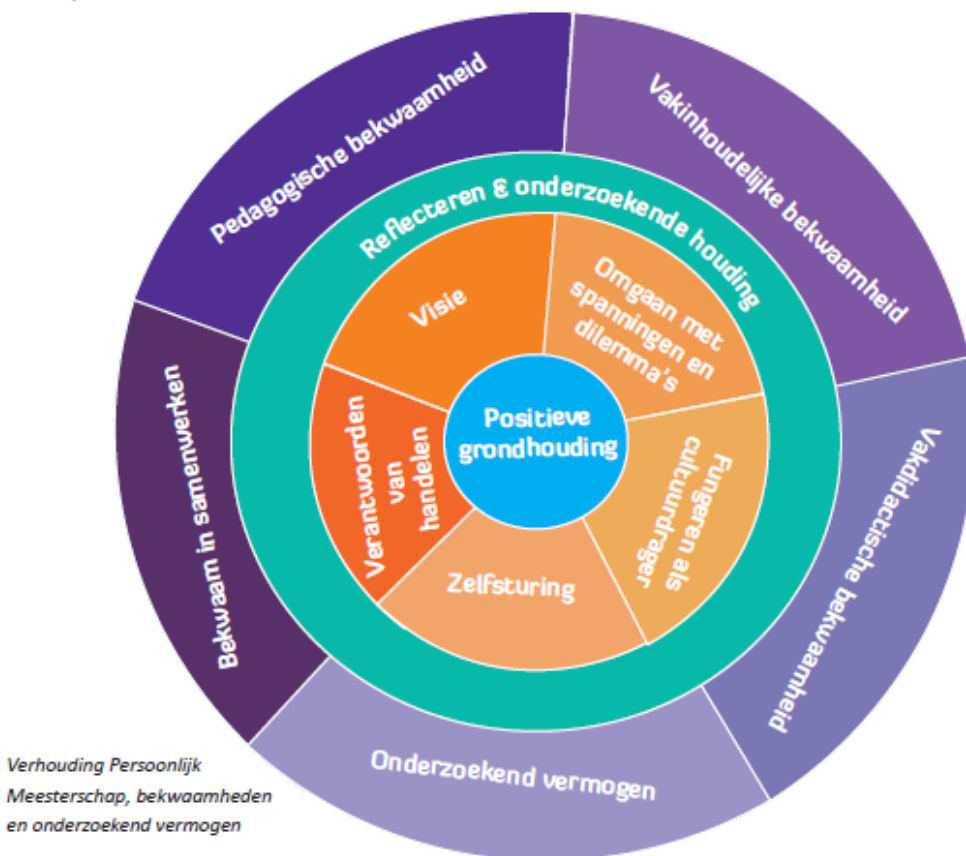 Pedagogische bekwaamheid
Vakinhoudelijke bekwaamheid
Reflecteren & onderzoekende houding
Visie
Omgaan met
spanningen en
dilemma's
Positieve
grondhouding
Verantwoorden
van
handelen
Fungeren als
cultuurdrager
Zelfsturing
Bekwaam in samenwerken
Vakdidactische bekwaamheid
Onderzoekend vermogen
Verhouding Persoonlijk
Meesterschap, bekwaamheden
en onderzoekend vermogen